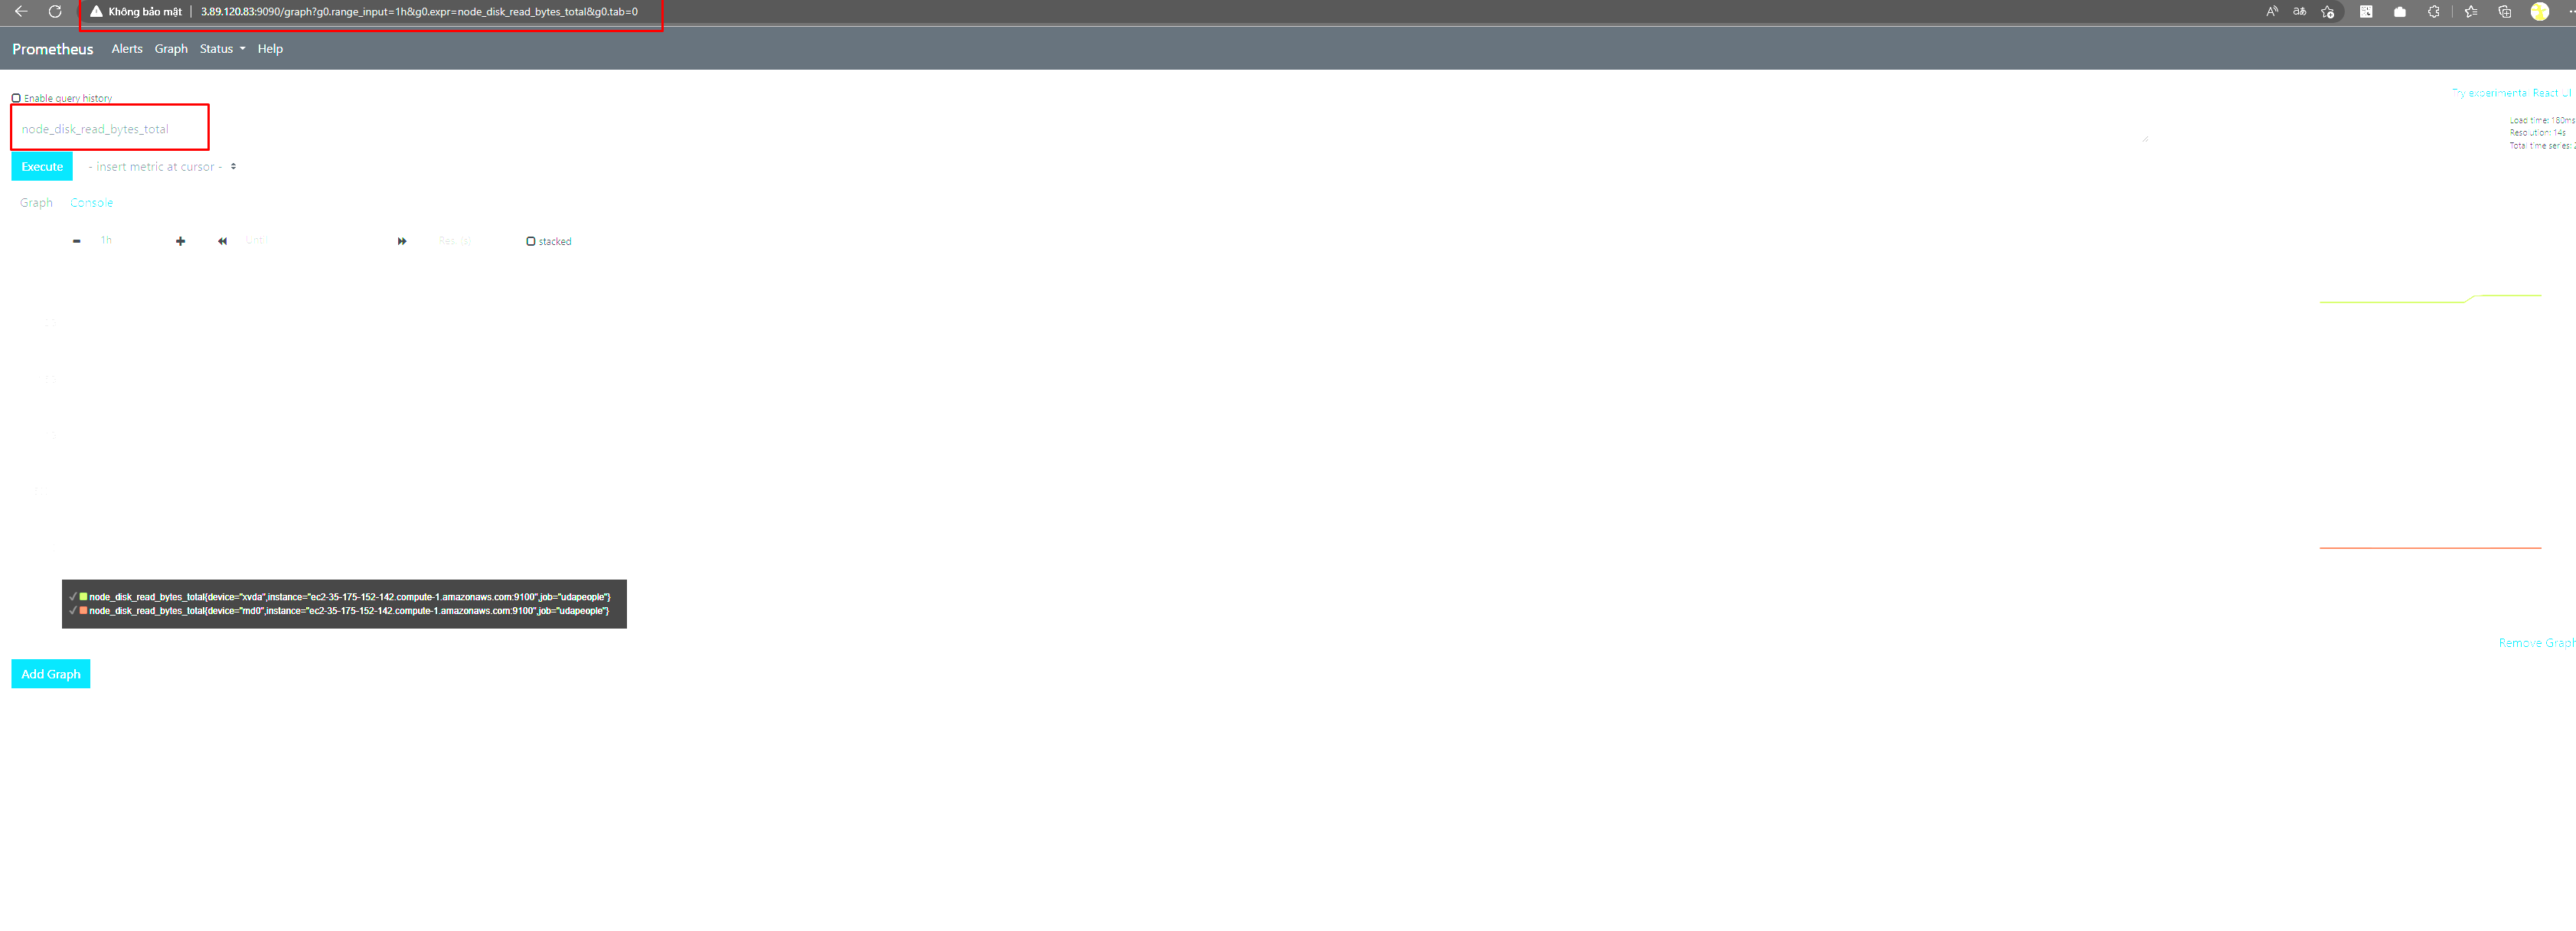 Không bảo mật 3.89.120.83:9090/graph?g0.range_input=1h&g0.expr=node_disk_read_bytes_total&g0.tab=0
Prometheus Alerts Graph Status Help
Enable query history
Try experimental React UI
node_disk_read_bytes_total
Load time: 180ms
Resolution: 14s
Total time series: 2
Execute - insert metric at cursor -
Graph Console
1h Until Res. (s) stacked
node_disk_read_bytes_total{device="xvda",instance="ec2-35-175-152-142.compute-1.amazonaws.com:9100",job="udapeople"}
node_disk_read_bytes_total{device="md0",instance="ec2-35-175-152-142.compute-1.amazonaws.com:9100",job="udapeople"}
Remove Graph
Add Graph